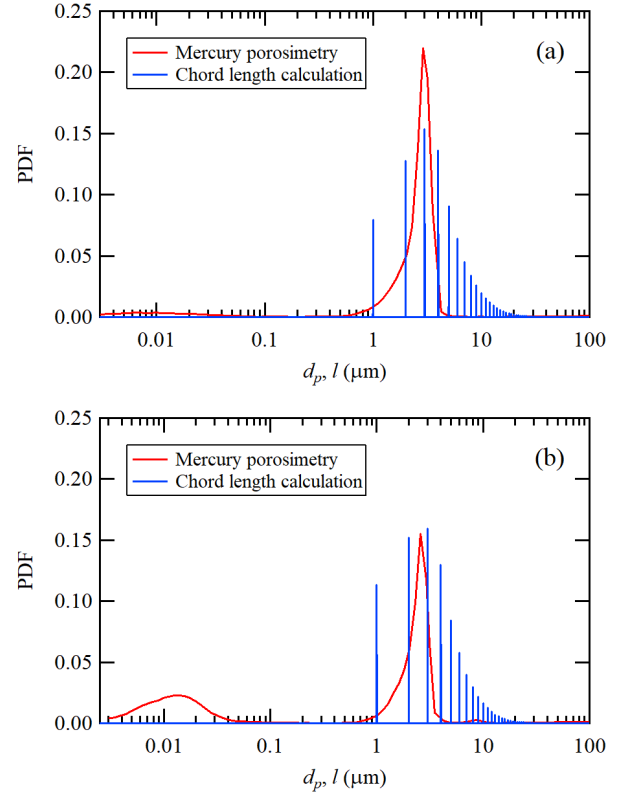 0.25
0.20
0.15
0.10
0.05
0.00
PDF
Mercury porosimetry
Chord length calculation
(a)
0.01 0.1 1 10 100
d_p, l (μm)
0.25
0.20
0.15
0.10
0.05
0.00
PDF
Mercury porosimetry
Chord length calculation
(b)
0.01 0.1 1 10 100
d_p, l (μm)